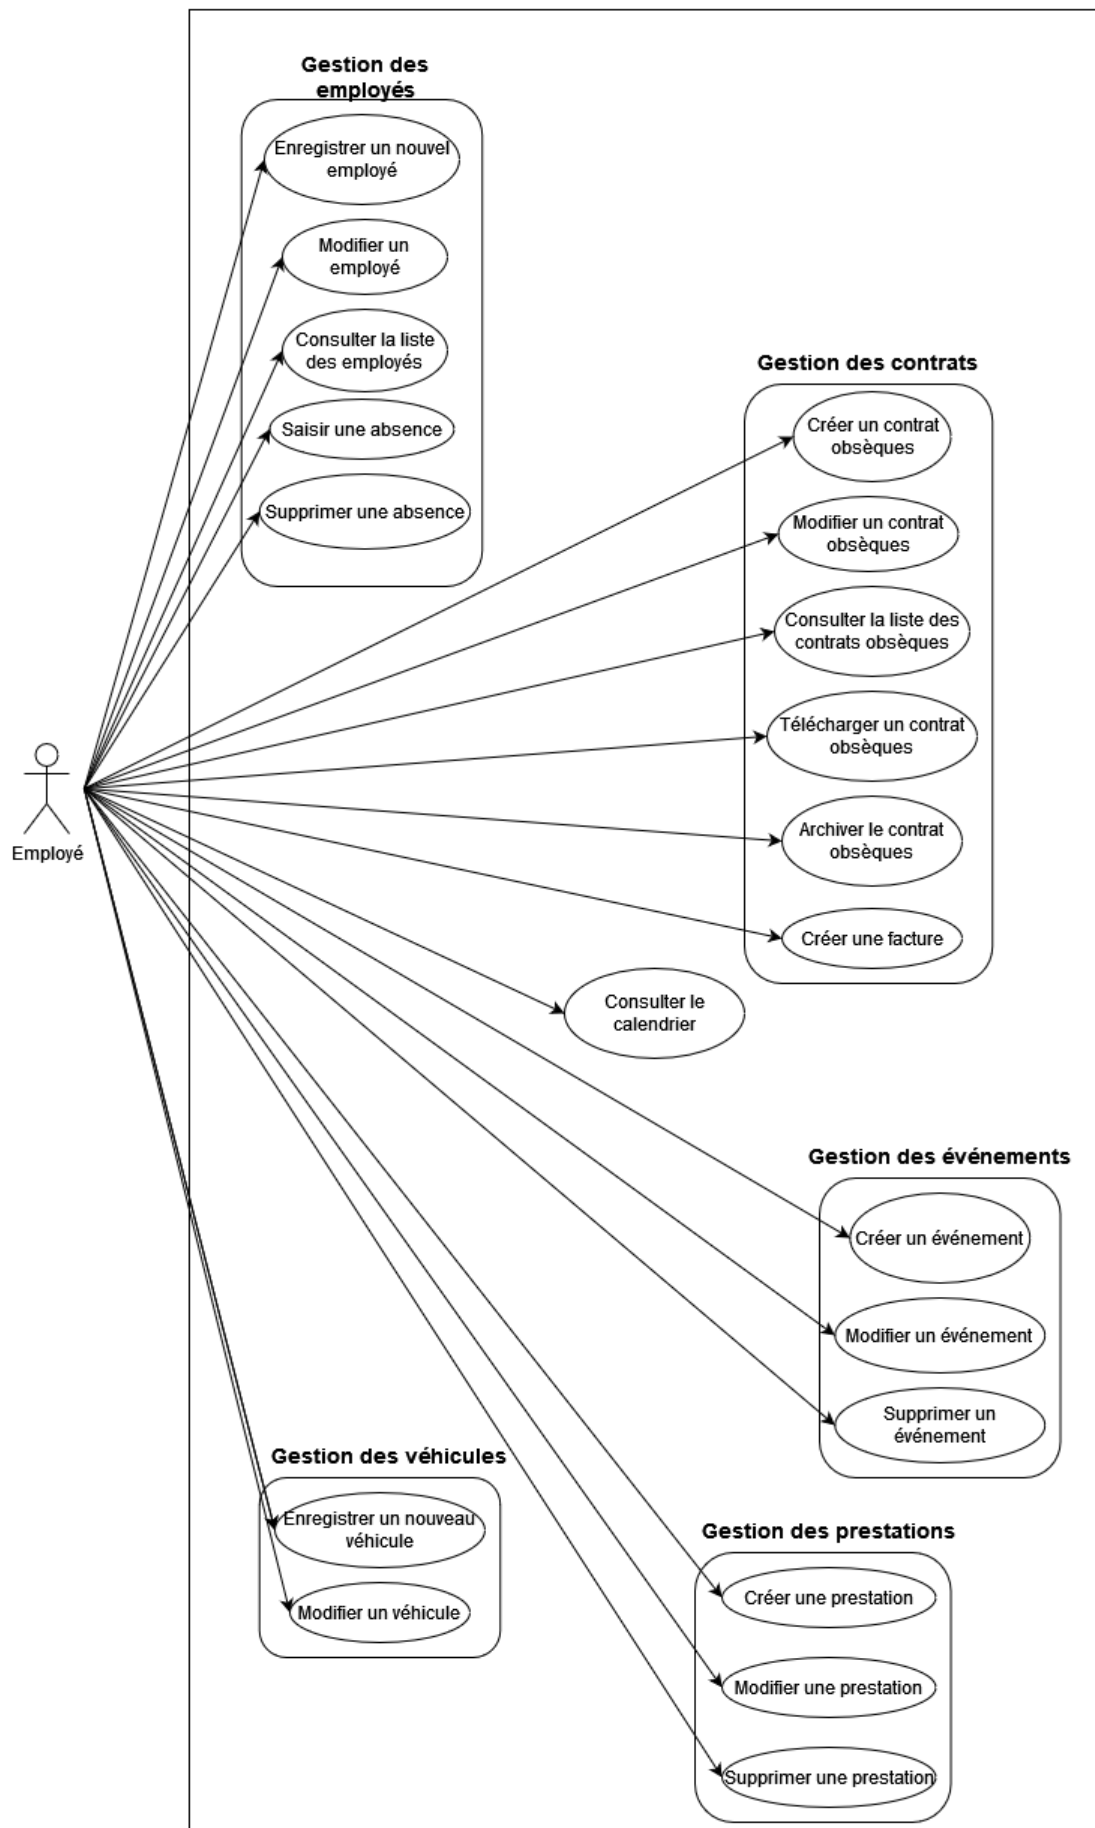 Gestion des
employés
Enregistrer un nouvel
employé
Modifier un
employé
Consulter la liste
des employés
Saisir une absence
Supprimer une absence
Gestion des contrats
Créer un contrat
obsèques
Modifier un contrat
obsèques
Consulter la liste des
contrats obsèques
Télécharger un contrat
obsèques
Archiver le contrat
obsèques
Créer une facture
Employé
Consulter le
calendrier
Gestion des événements
Créer un événement
Modifier un événement
Supprimer un
événement
Gestion des véhicules
Enregistrer un nouveau
véhicule
Modifier un véhicule
Gestion des prestations
Créer une prestation
Modifier une prestation
Supprimer une prestation